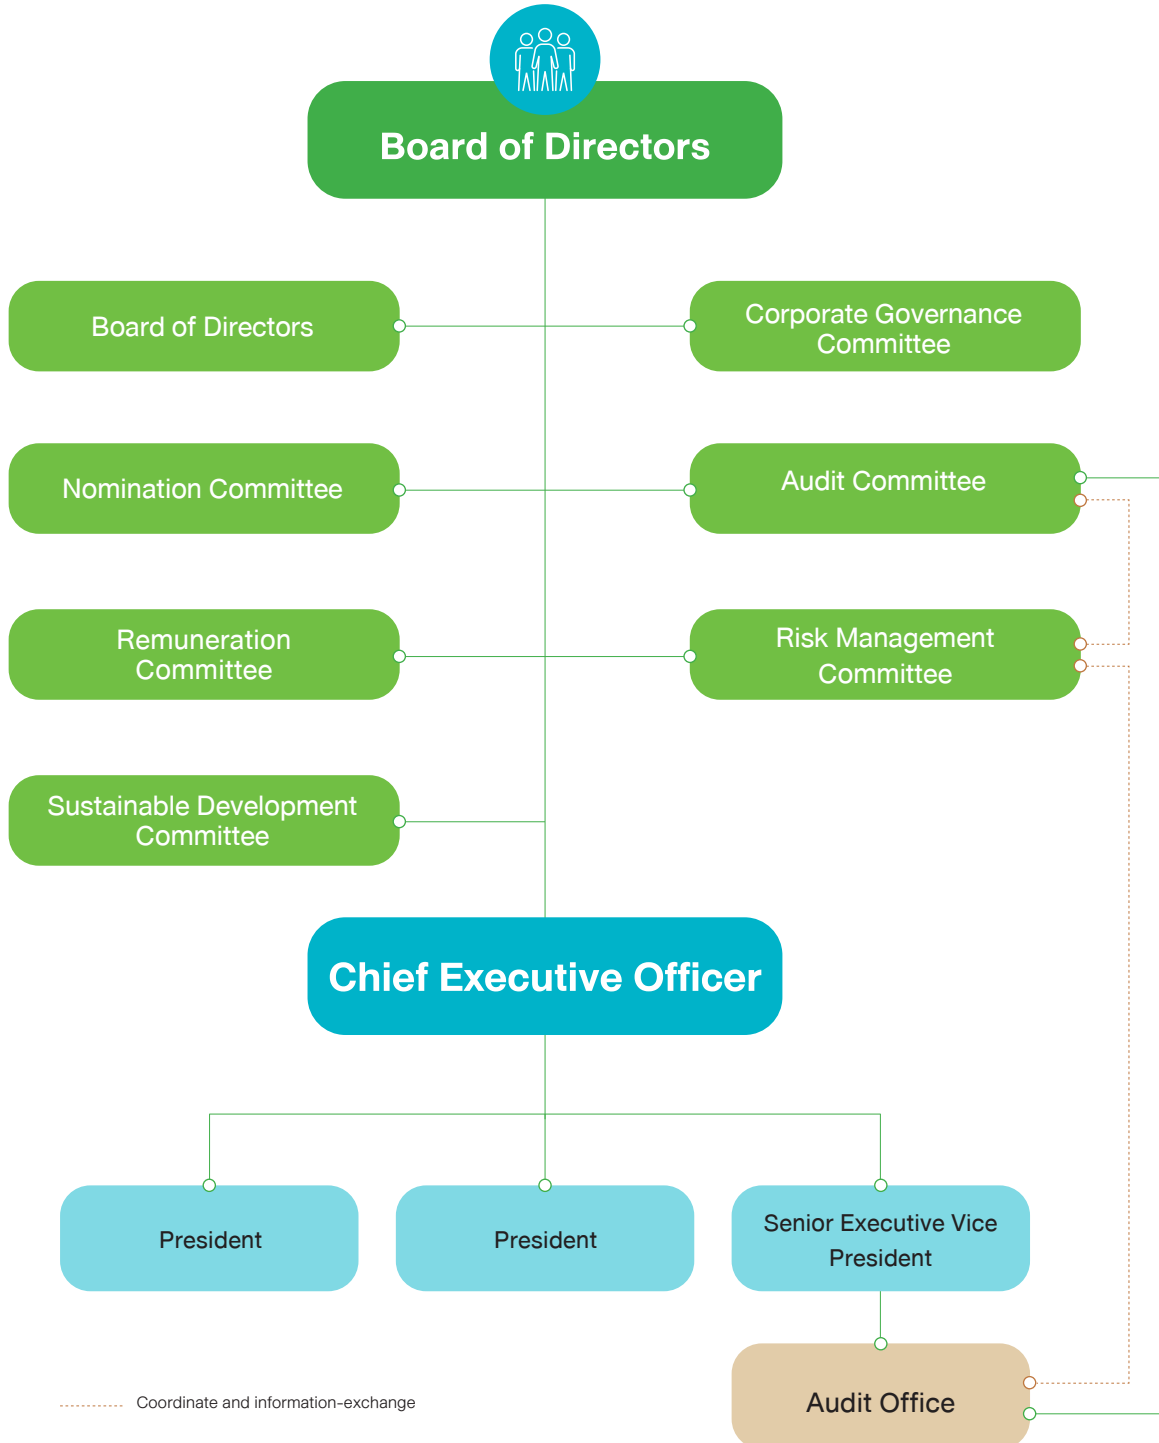 Board of Directors
Board of Directors
Corporate Governance
Committee
Nomination Committee
Audit Committee
Remuneration
Committee
Risk Management
Committee
Sustainable Development
Committee
Chief Executive Officer
President
President
Senior Executive Vice
President
Coordinate and information-exchange
Audit Office